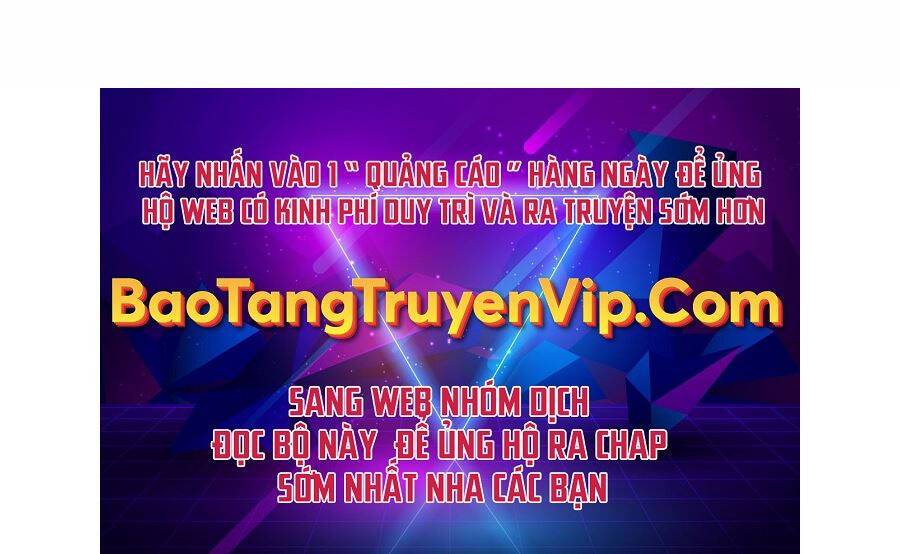 HÃY NHẤN VÀO 1 “ QUẢNG CÁO ” HÀNG NGÀY ĐỂ ỦNG
HỘ WEB CÓ KINH PHÍ DUY TRÌ VÀ RA TRUYỆN SỚM HƠN
BaoTangTruyenVip.Com
SANG WEB NHÓM DỊCH
ĐỌC BỘ NÀY ĐỂ ỦNG HỘ RA CHAP
SỚM NHẤT NHA CÁC BẠN